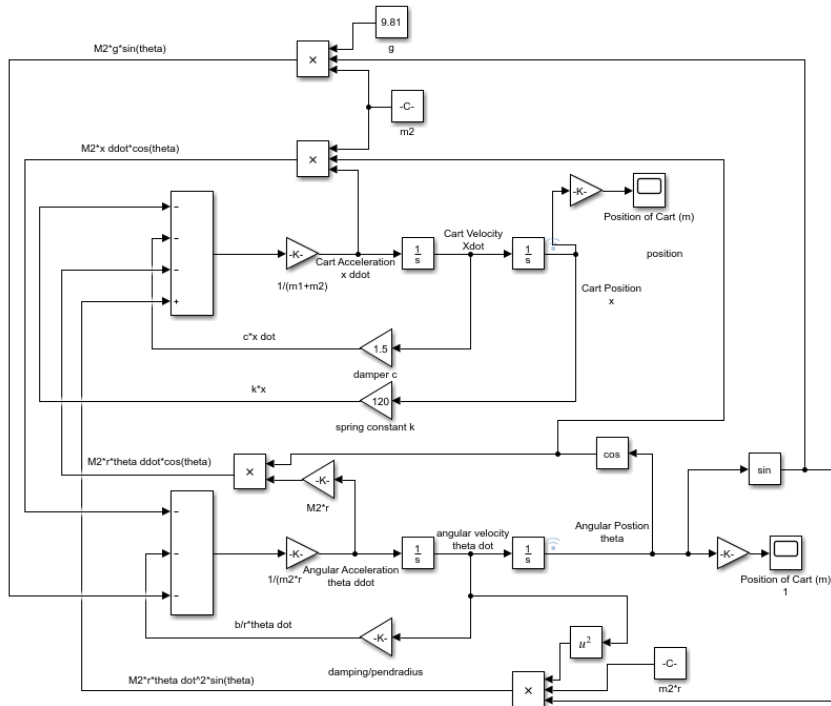 9.81
g
M2*g*sin(theta)
×
-C-
m2
M2*x ddot*cos(theta)
×
-K-
Position of Cart (m)
position
−
−
−
+
-K-
1/(m1+m2)
Cart Acceleration
x ddot
1
s
Cart Velocity
Xdot
1
s
Cart Position
x
c*x dot
1.5
damper c
k*x
120
spring constant k
M2*r*theta ddot*cos(theta)
×
-K-
M2*r
cos
sin
−
−
−
-K-
1/(m2*r
Angular Acceleration
theta ddot
1
s
angular velocity
theta dot
1
s
Angular Postion
theta
-K-
Position of Cart (m)
1
b/r*theta dot
-K-
damping/pendradius
u²
-C-
m2*r
M2*r*theta dot^2*sin(theta)
×